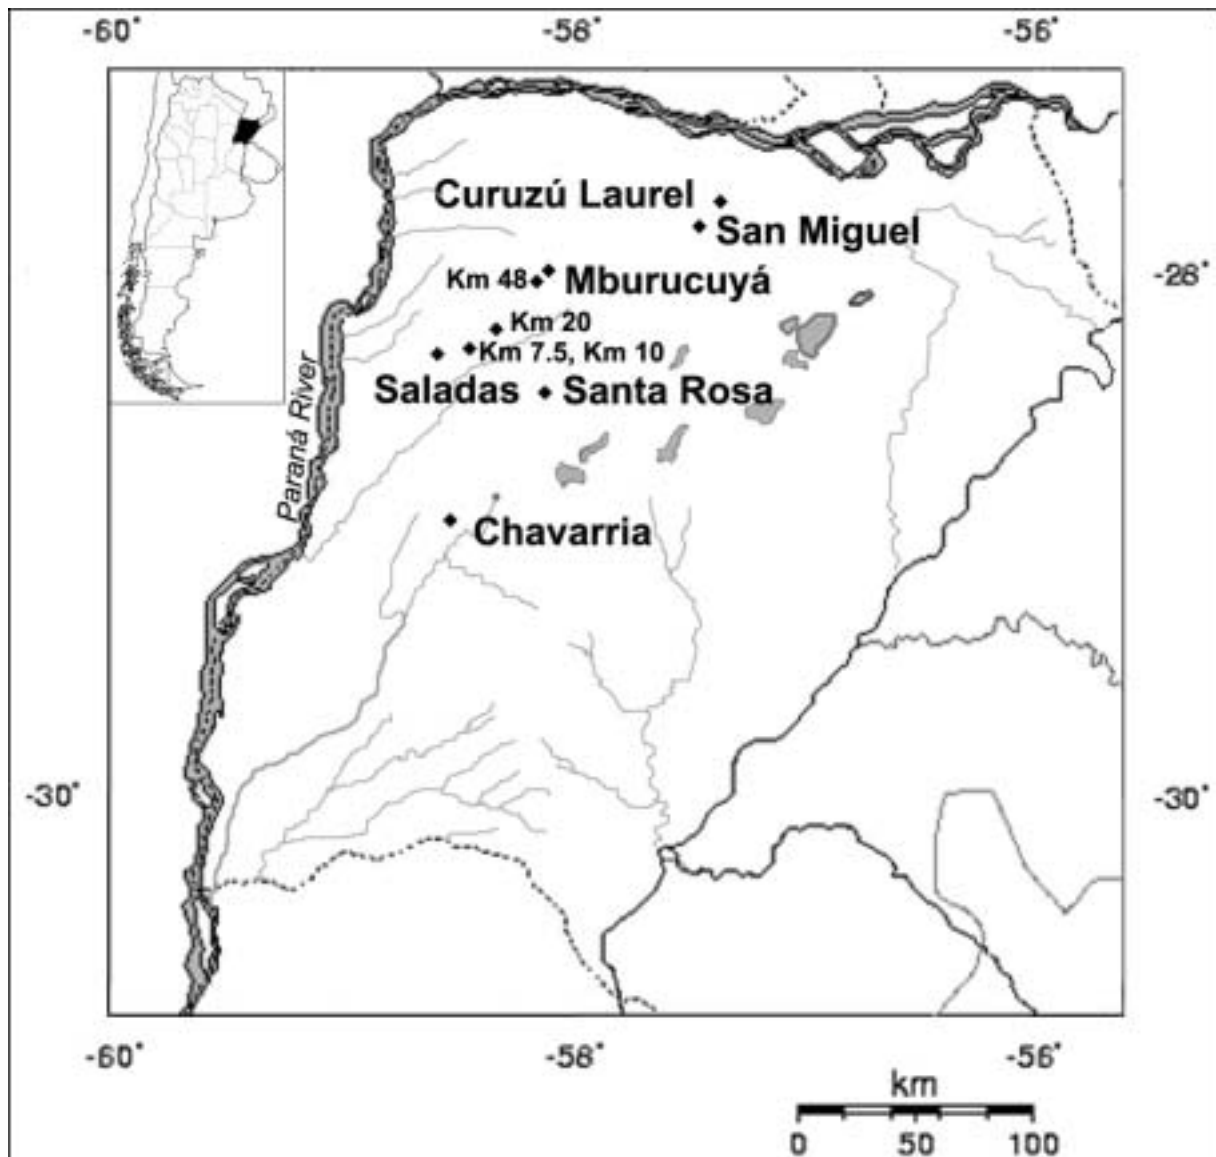 -60° -58° -56°
Curuzú Laurel
San Miguel
-28°
Km 48 Mburucuyá
Km 20
Km 7.5, Km 10
Saladas Santa Rosa
Paraná River
Chavarria
-30° -30°
-60° -58° -56°
km
0 50 100